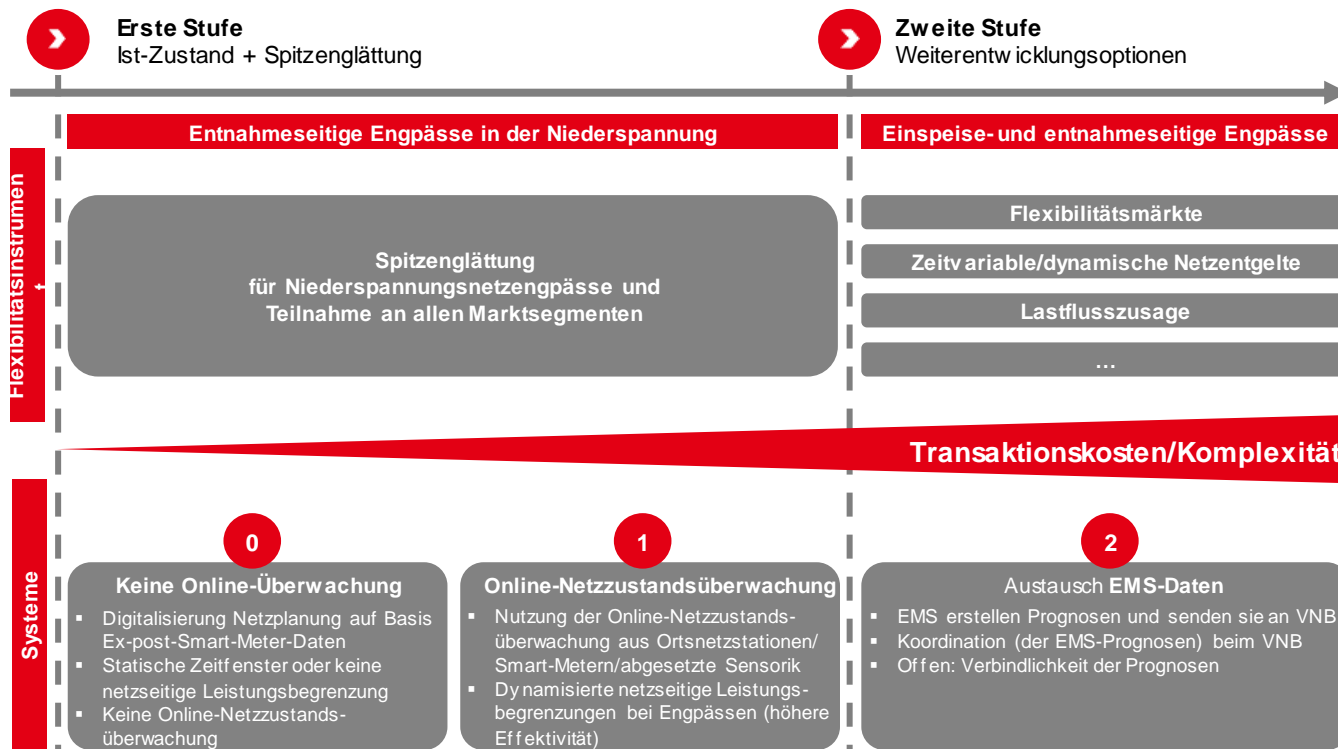 Erste Stufe
Ist-Zustand + Spitzenglättung
Zweite Stufe
Weiterentwicklungsoptionen
Entnahmeseitige Engpässe in der Niederspannung
Einspeise- und entnahmeseitige Engpässe
Flexibilitätsinstrumen
t
Spitzenglättung
für Niederspannungsnetzengpässe und
Teilnahme an allen Marktsegmenten
Flexibilitätsmärkte
Zeitvariable/dynamische Netzentgelte
Lastflusszusage
...
Transaktionskosten/Komplexität
Systeme
0
Keine Online-Überwachung
▪ Digitalisierung Netzplanung auf Basis
Ex-post-Smart-Meter-Daten
▪ Statische Zeitfenster oder keine
netzseitige Leistungsbegrenzung
▪ Keine Online-Netzzustands-
überwachung
1
Online-Netzzustandsüberwachung
▪ Nutzung der Online-Netzzustands-
überwachung aus Ortsnetzstationen/
Smart-Metern/abgesetzte Sensorik
▪ Dynamisierte netzseitige Leistungs-
begrenzungen bei Engpässen (höhere
Effektivität)
2
Austausch EMS-Daten
▪ EMS erstellen Prognosen und senden sie an VNB
▪ Koordination (der EMS-Prognosen) beim VNB
▪ Offen: Verbindlichkeit der Prognosen